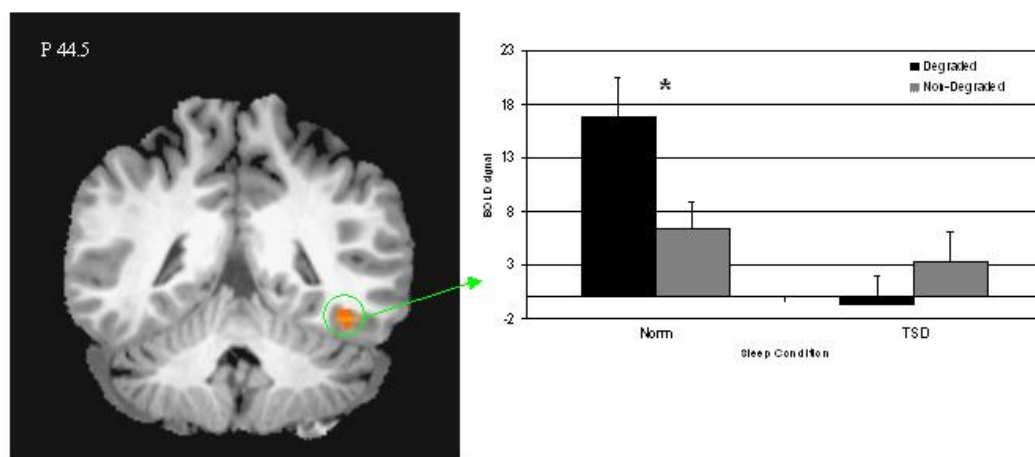 P 44.5
23
18
13
8
3
-2
BOLD signal
Degraded
Non-Degraded
*
Norm
TSD
Sleep Condition